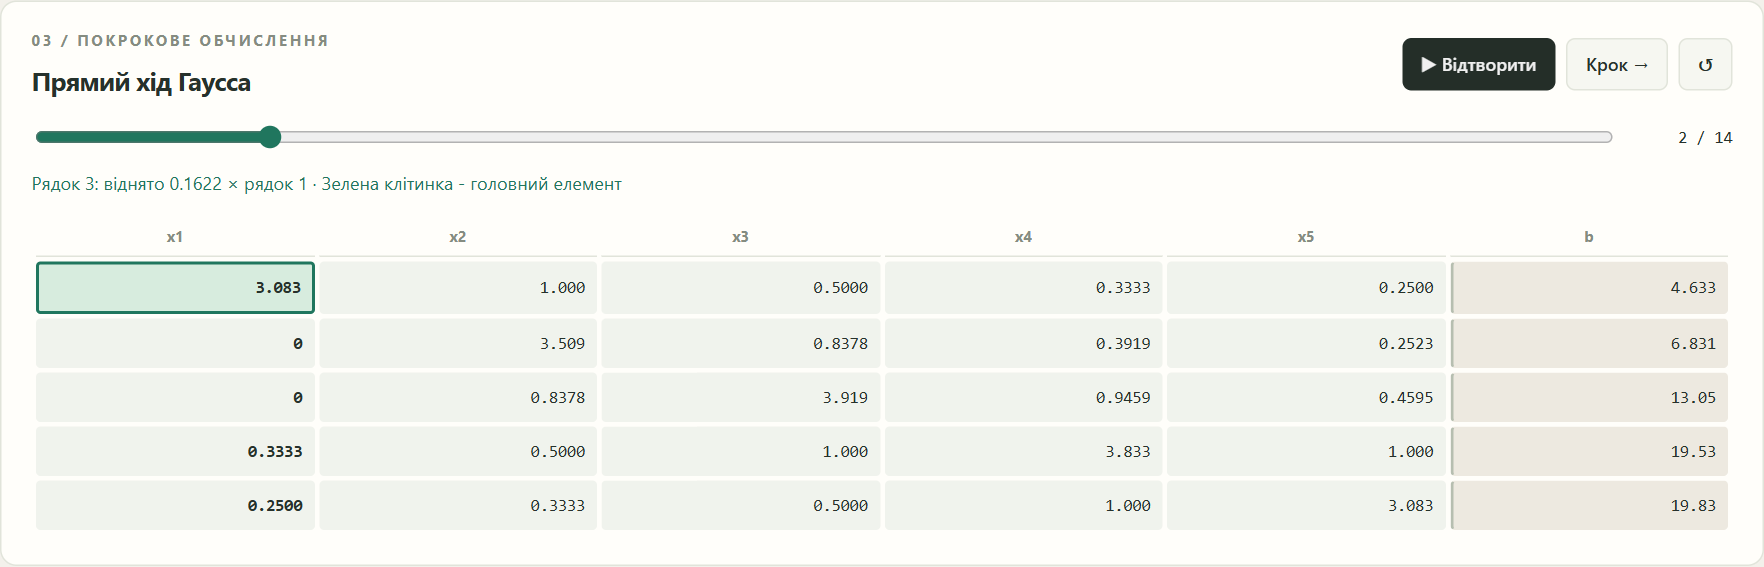 03 / ПОКРОКОВЕ ОБЧИСЛЕННЯ
Прямий хід Гаусса
▶ Відтворити
Крок →
↺
2 / 14
Рядок 3: віднято 0.1622 × рядок 1 · Зелена клітинка - головний елемент
x1 x2 x3 x4 x5 b
3.083 1.000 0.5000 0.3333 0.2500 4.633
0 3.509 0.8378 0.3919 0.2523 6.831
0 0.8378 3.919 0.9459 0.4595 13.05
0.3333 0.5000 1.000 3.833 1.000 19.53
0.2500 0.3333 0.5000 1.000 3.083 19.83